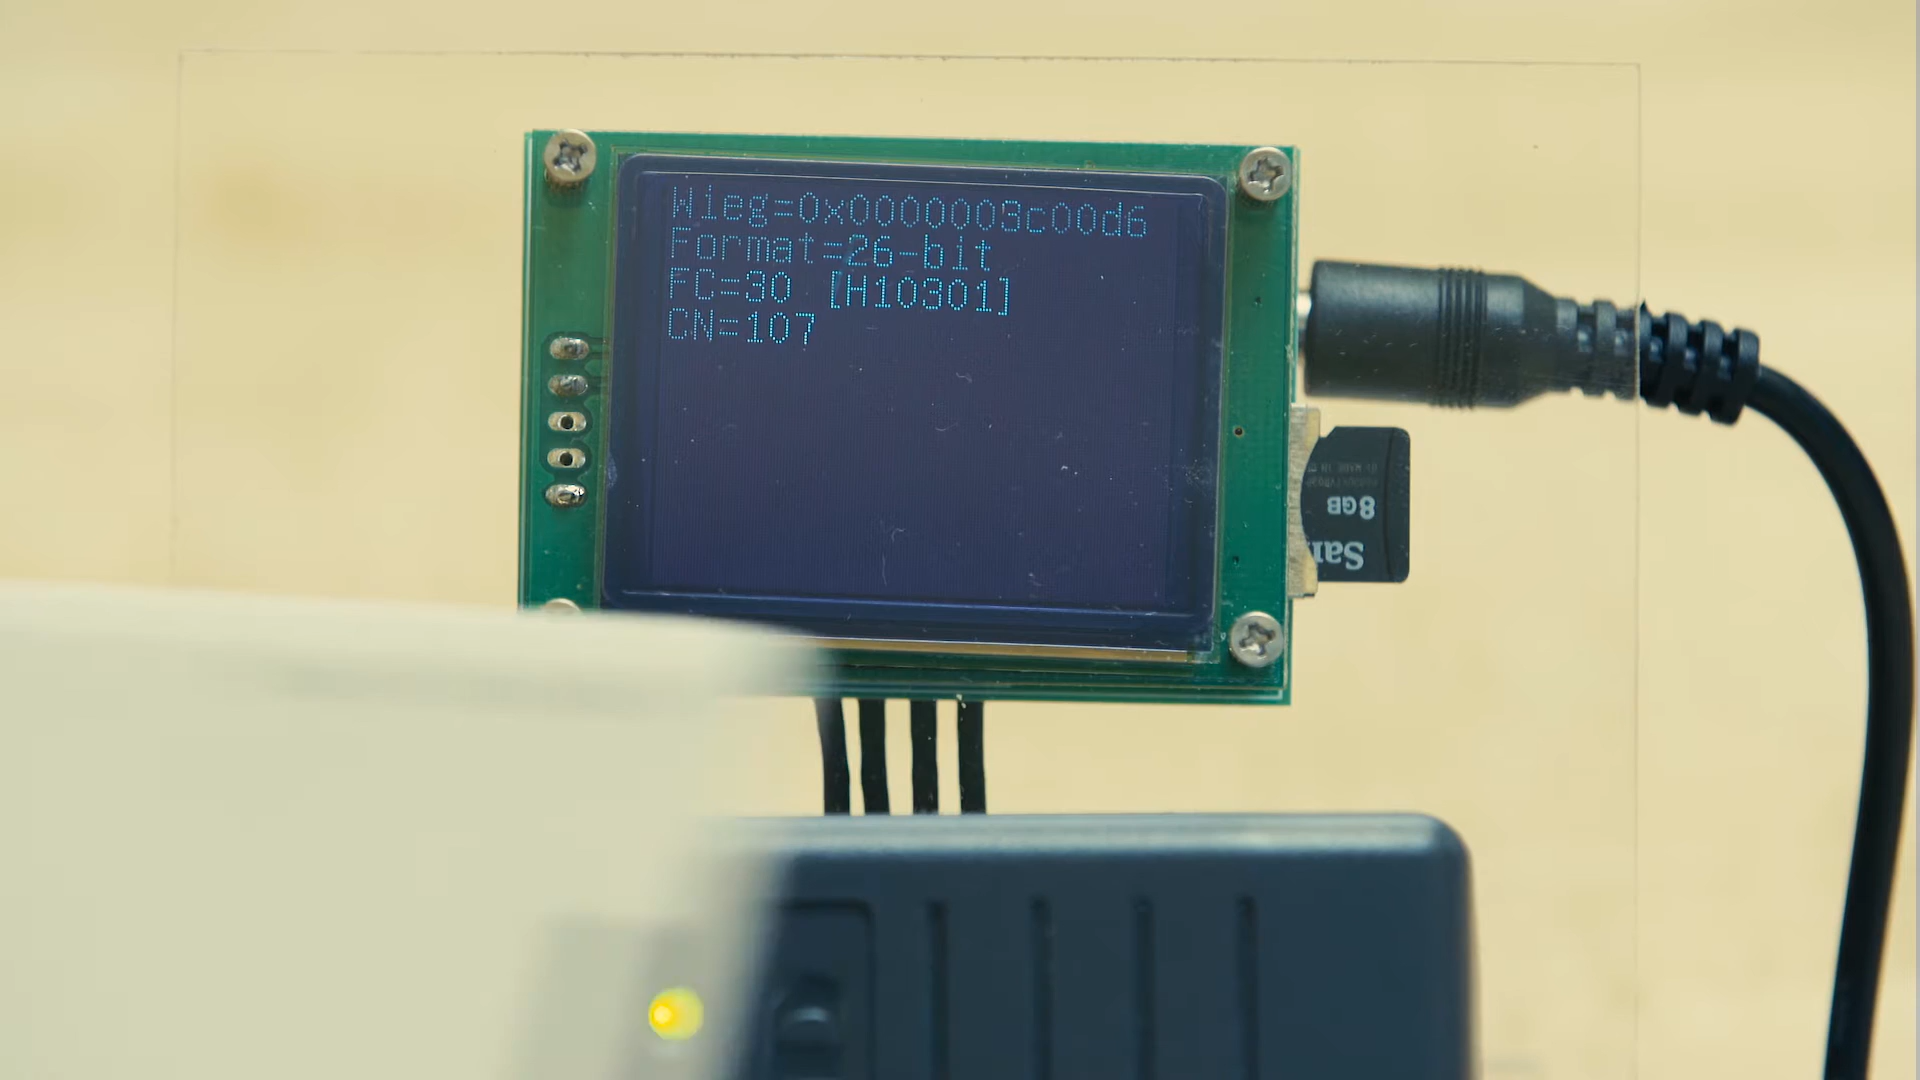 Wieg=0x0000003c00d6
Format=26-bit
FC=30 [H10301]
CN=107
8GB
San